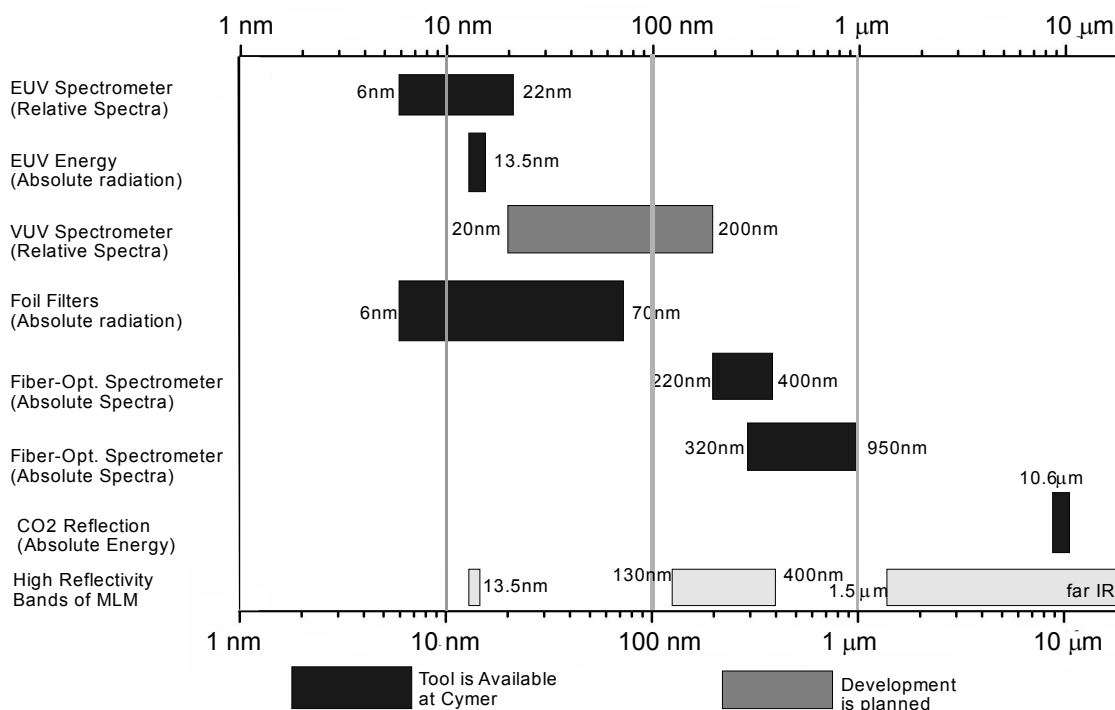 1 nm 10 nm 100 nm 1 µm 10 µm
EUV Spectrometer
(Relative Spectra)
6nm 22nm
EUV Energy
(Absolute radiation)
13.5nm
VUV Spectrometer
(Relative Spectra)
20nm 200nm
Foil Filters
(Absolute radiation)
6nm 70nm
Fiber-Opt. Spectrometer
(Absolute Spectra)
220nm 400nm
Fiber-Opt. Spectrometer
(Absolute Spectra)
320nm 950nm
10.6µm
CO2 Reflection
(Absolute Energy)
High Reflectivity
Bands of MLM
13.5nm 130nm 400nm 1.5µm far IR
1 nm 10 nm 100 nm 1 µm 10 µm
Tool is Available
at Cymer
Development
is planned